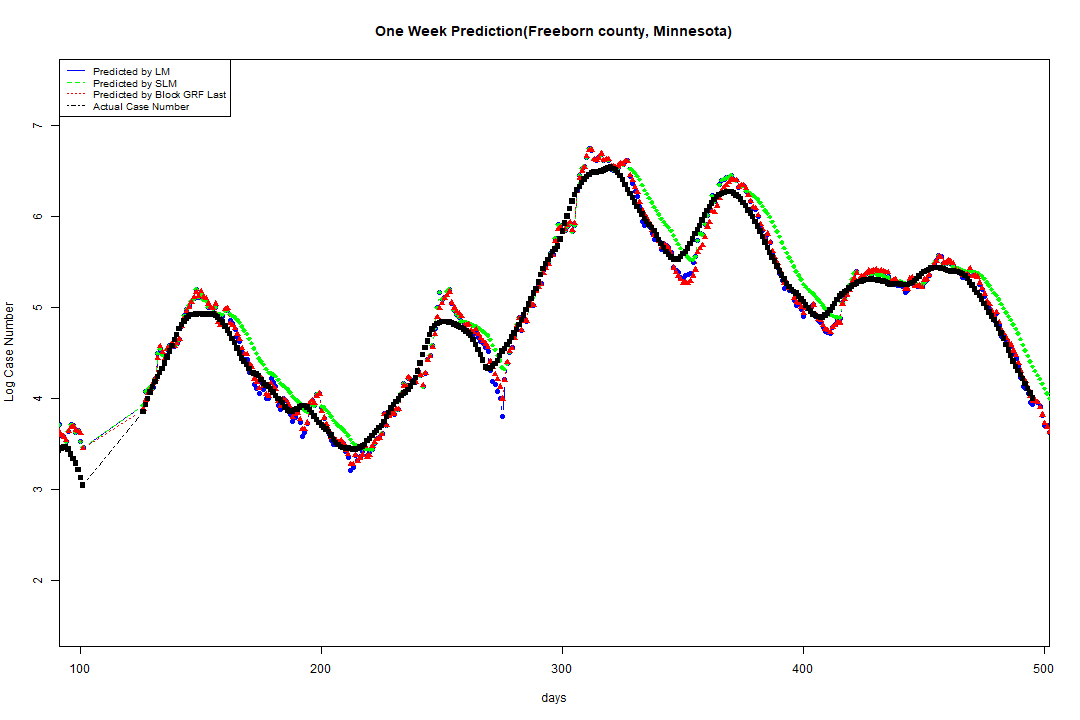 One Week Prediction(Freeborn county, Minnesota)
Predicted by LM
Predicted by SLM
Predicted by Block GRF Last
Actual Case Number
7
6
5
4
3
2
Log Case Number
100 200 300 400 500
days